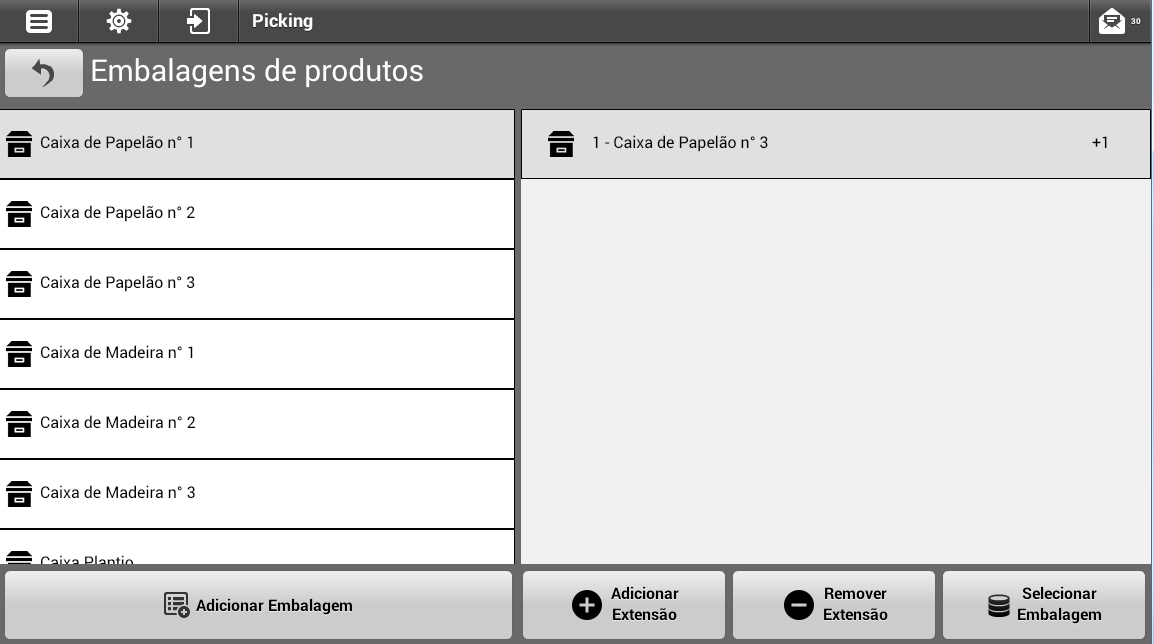 Picking
30
Embalagens de produtos
Caixa de Papelão n° 1
Caixa de Papelão n° 2
Caixa de Papelão n° 3
Caixa de Madeira n° 1
Caixa de Madeira n° 2
Caixa de Madeira n° 3
Caixa Plantio
1 - Caixa de Papelão n° 3 +1
Adicionar Embalagem
Adicionar
Extensão
Remover
Extensão
Selecionar
Embalagem